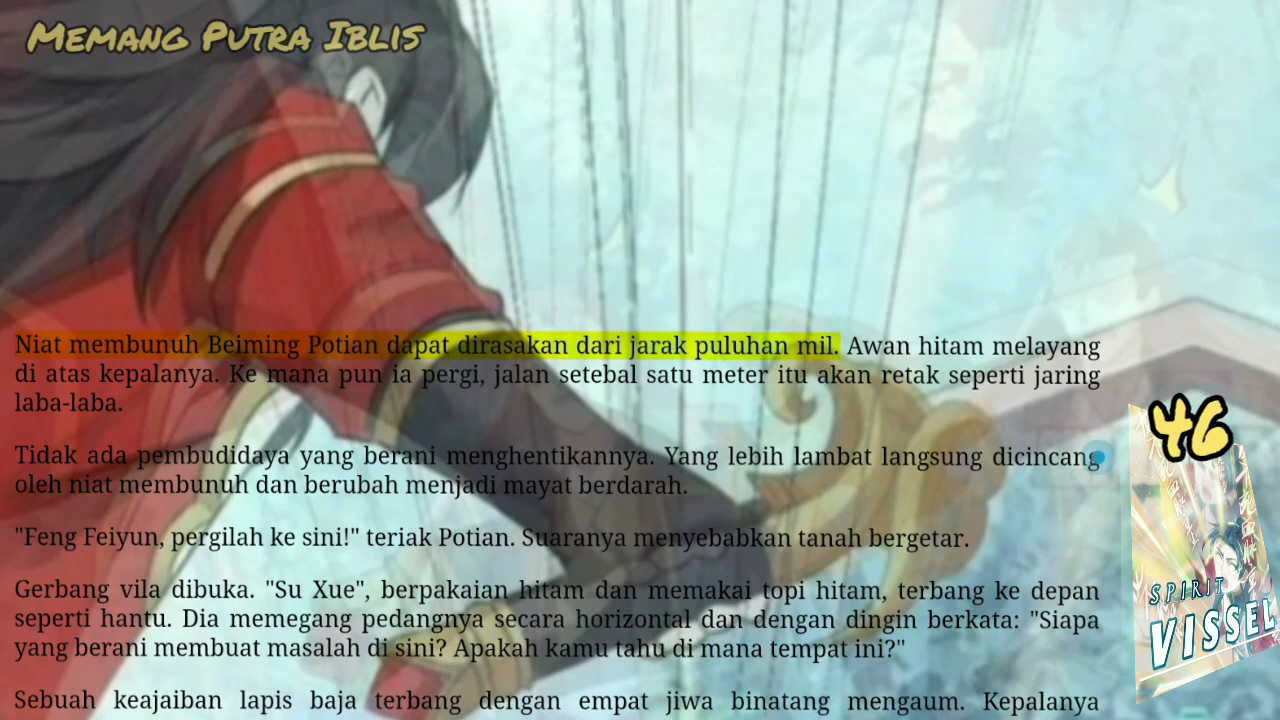 Memang Putra Iblis
Niat membunuh Beiming Potian dapat dirasakan dari jarak puluhan mil. Awan hitam melayang
di atas kepalanya. Ke mana pun ia pergi, jalan setebal satu meter itu akan retak seperti jaring
laba-laba.
Tidak ada pembudidaya yang berani menghentikannya. Yang lebih lambat langsung dicincang
oleh niat membunuh dan berubah menjadi mayat berdarah.
"Feng Feiyun, pergilah ke sini!" teriak Potian. Suaranya menyebabkan tanah bergetar.
Gerbang vila dibuka. "Su Xue", berpakaian hitam dan memakai topi hitam, terbang ke depan
seperti hantu. Dia memegang pedangnya secara horizontal dan dengan dingin berkata: "Siapa
yang berani membuat masalah di sini? Apakah kamu tahu di mana tempat ini?"
Sebuah keajaiban lapis baja terbang dengan empat jiwa binatang mengaum. Kepalanya
46
SPIRIT
VISSEL